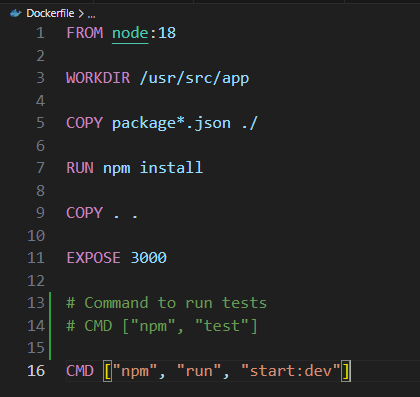 Dockerfile > ...
1 FROM node:18
2
3 WORKDIR /usr/src/app
4
5 COPY package*.json ./
6
7 RUN npm install
8
9 COPY . .
10
11 EXPOSE 3000
12
13 # Command to run tests
14 # CMD ["npm", "test"]
15
16 CMD ["npm", "run", "start:dev"]